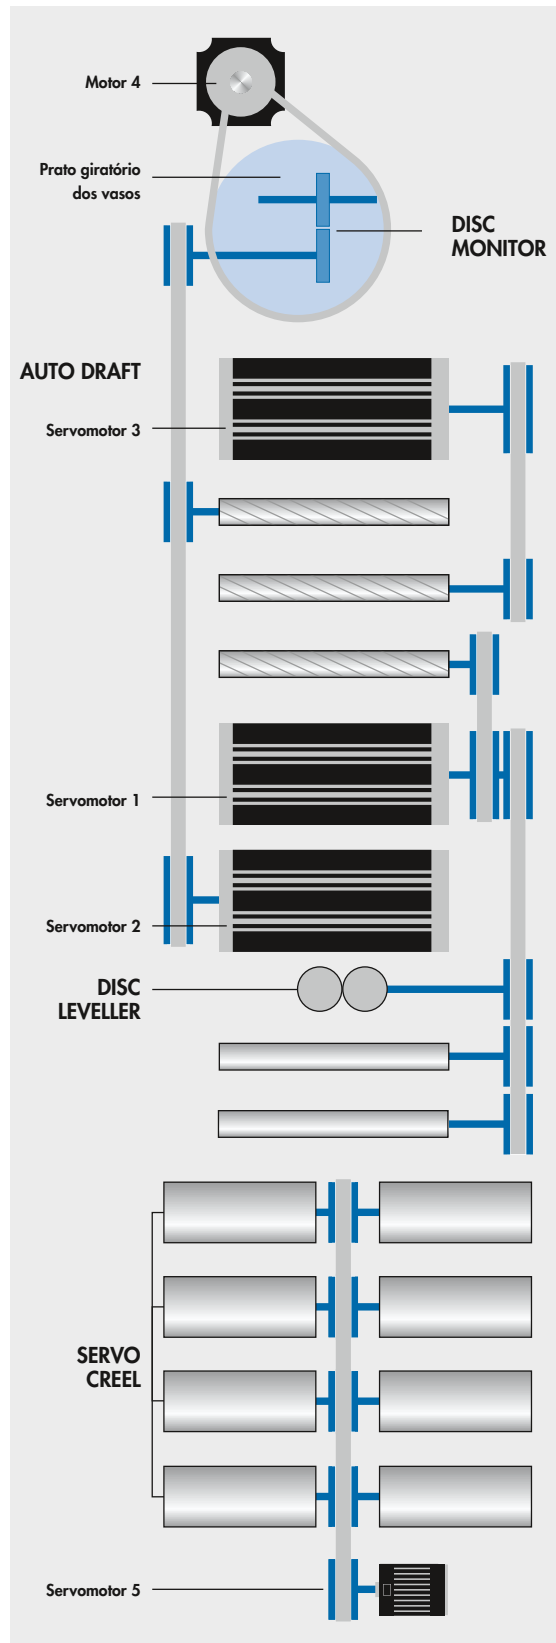 Motor 4
Prato giratório
dos vasos
DISC
MONITOR
AUTO DRAFT
Servomotor 3
Servomotor 1
Servomotor 2
DISC
LEVELLER
SERVO
CREEL
Servomotor 5